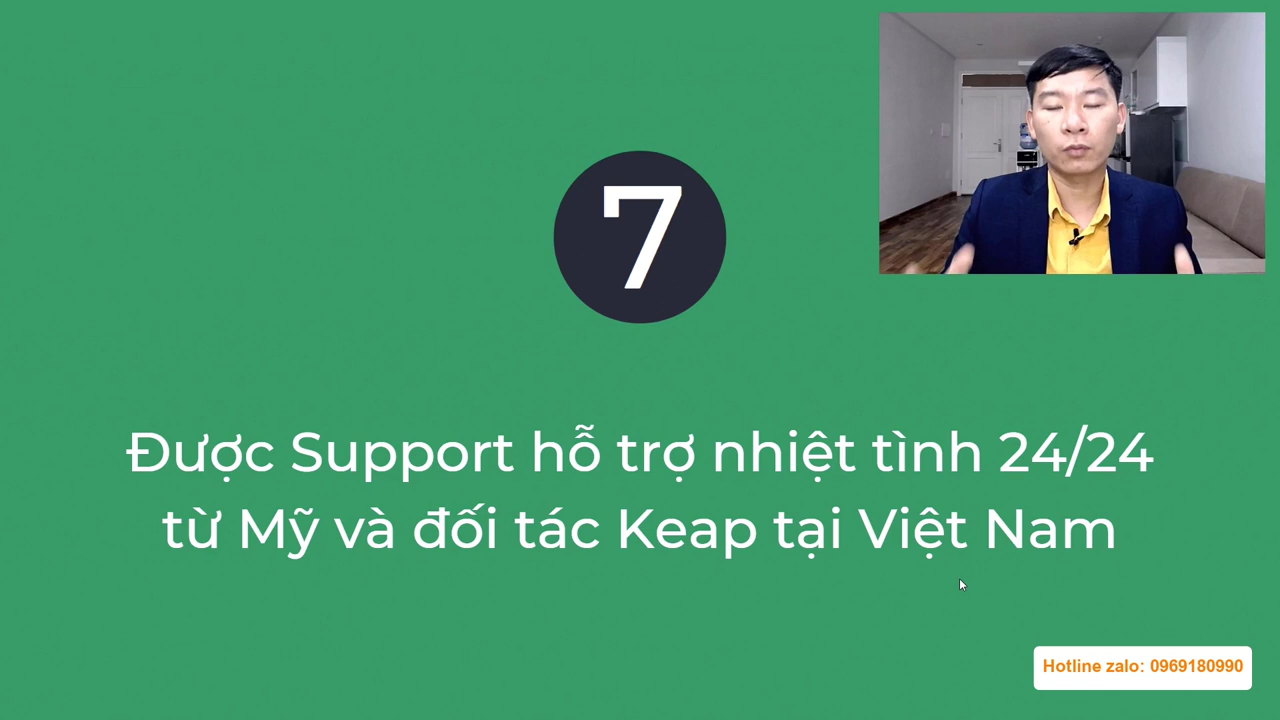 7
Được Support hỗ trợ nhiệt tình 24/24
từ Mỹ và đối tác Keap tại Việt Nam
Hotline zalo: 0969180990